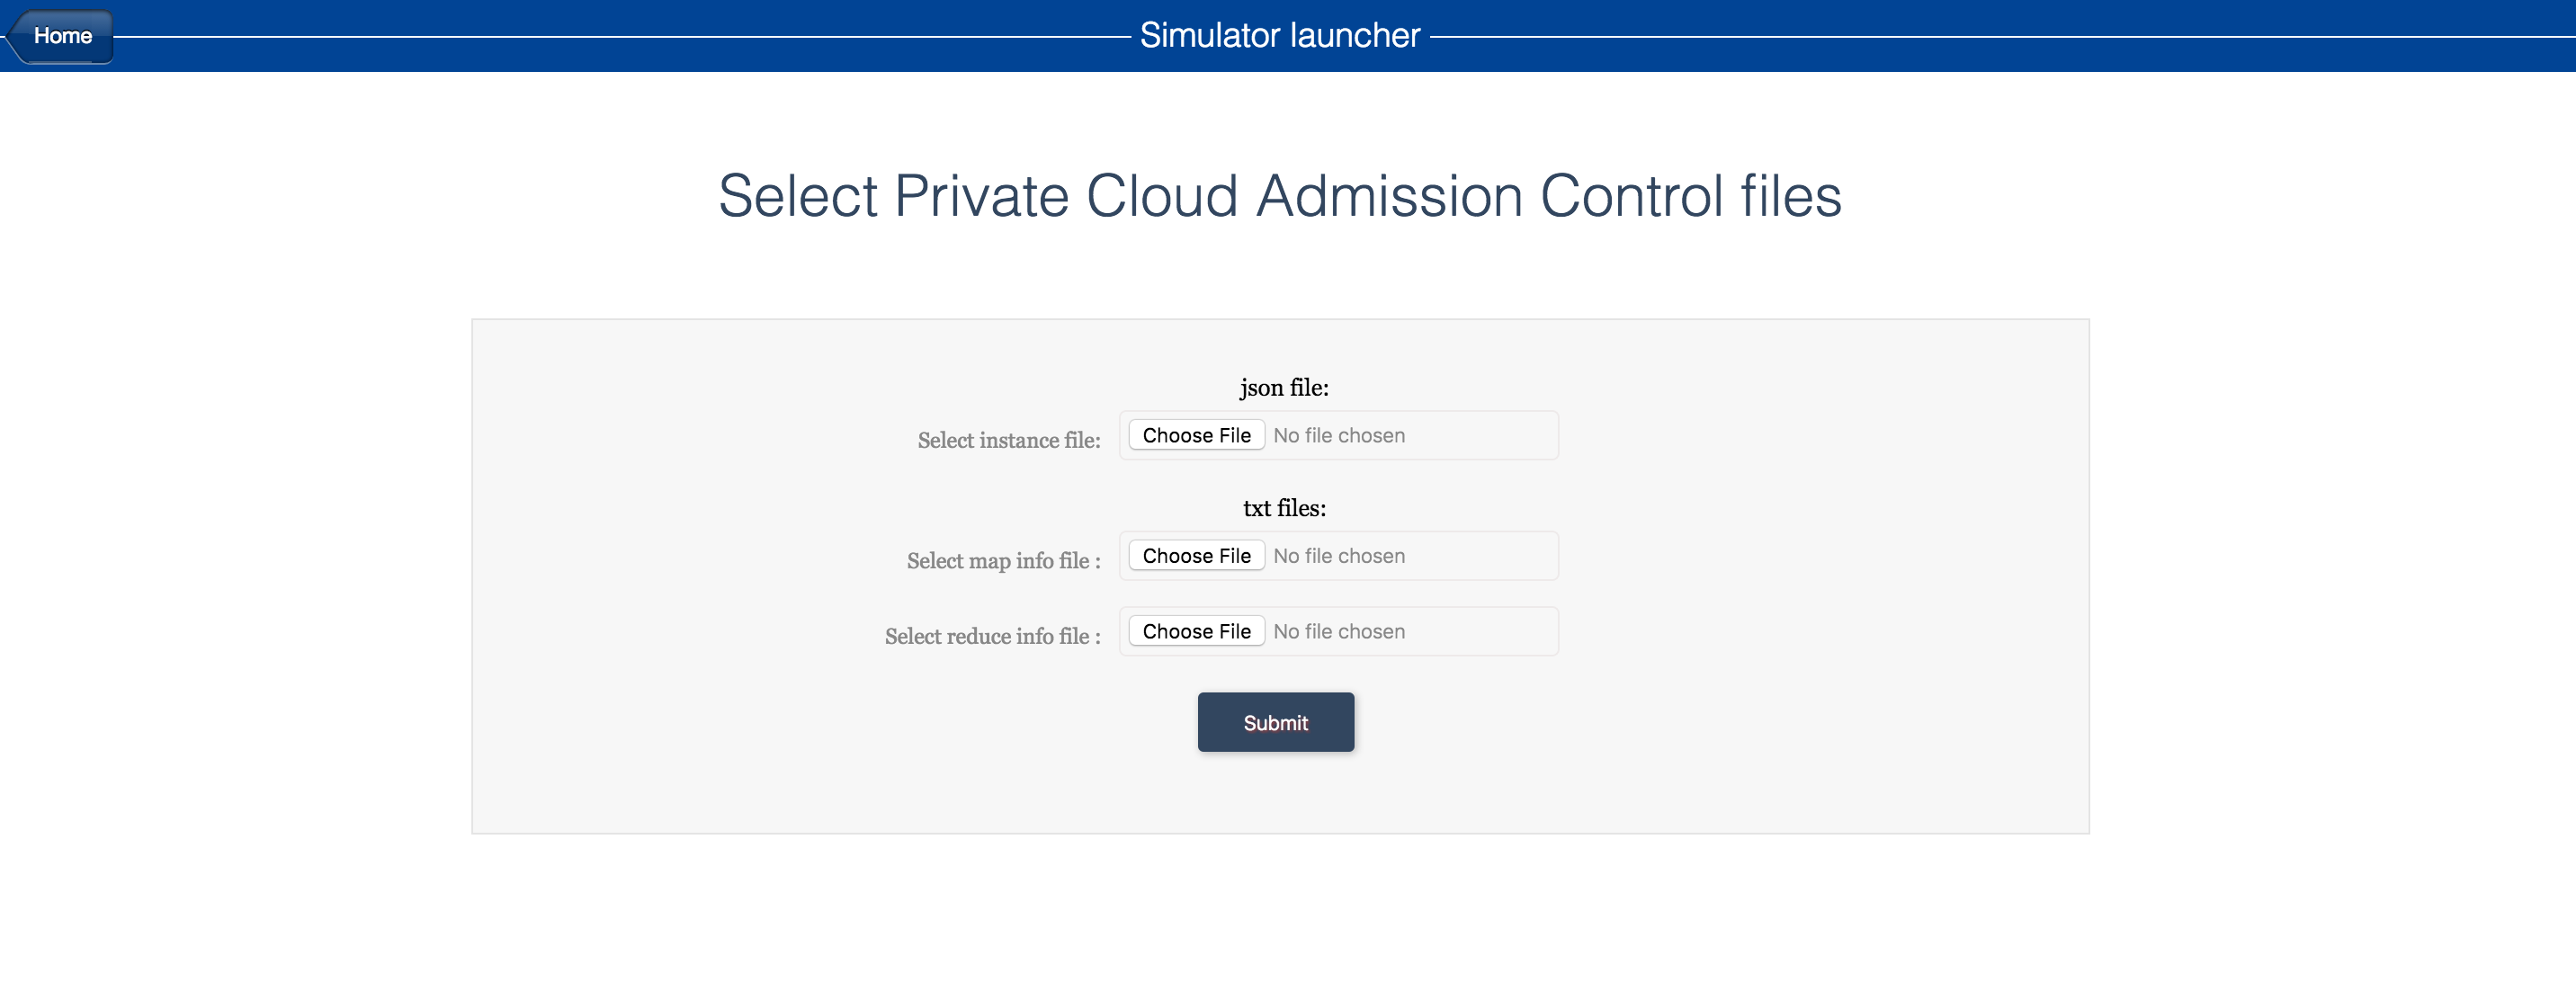 Home
Simulator launcher
Select Private Cloud Admission Control files
json file:
Select instance file: Choose File No file chosen
txt files:
Select map info file : Choose File No file chosen
Select reduce info file : Choose File No file chosen
Submit